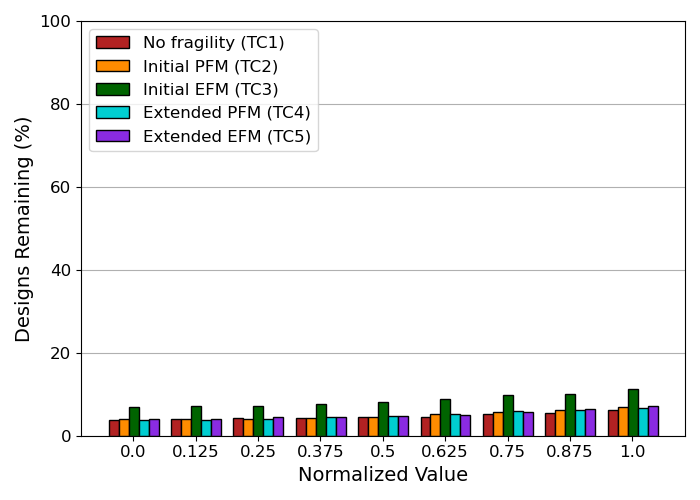 100
80
60
40
20
0
Designs Remaining (%)
No fragility (TC1)
Initial PFM (TC2)
Initial EFM (TC3)
Extended PFM (TC4)
Extended EFM (TC5)
0.0 0.125 0.25 0.375 0.5 0.625 0.75 0.875 1.0
Normalized Value